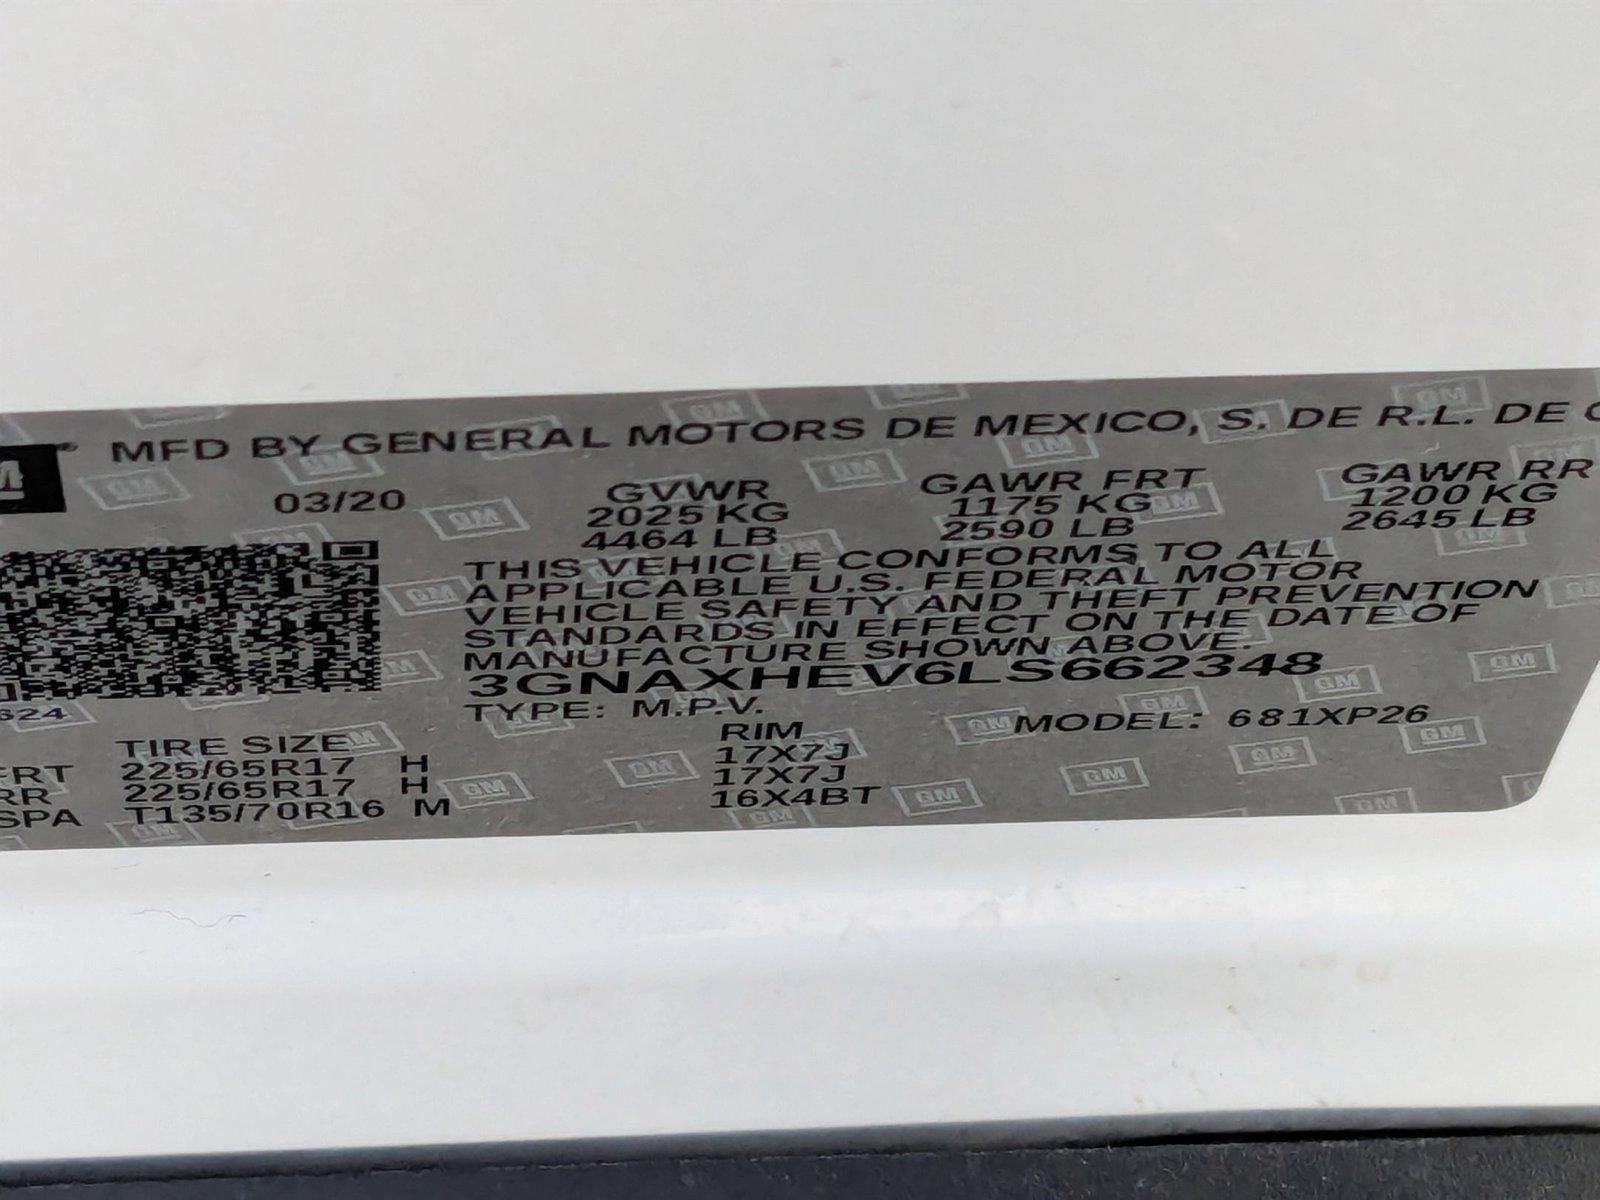 MFD BY GENERAL MOTORS DE MEXICO, S. DE R.L. DE
03/20 GVWR GAWR FRT GAWR RR
2025 KG 1175 KG 1200 KG
4464 LB 2590 LB 2645 LB
THIS VEHICLE CONFORMS TO ALL
APPLICABLE U.S. FEDERAL MOTOR
VEHICLE SAFETY AND THEFT PREVENTION
STANDARDS IN EFFECT ON THE DATE OF
MANUFACTURE SHOWN ABOVE.
3GNAXHEV6LS662348
TYPE: M.P.V. MODEL: 681XP26
TIRE SIZE RIM
FRT 225/65R17 H 17X7J
RR 225/65R17 H 17X7J
SPA T135/70R16 M 16X4BT